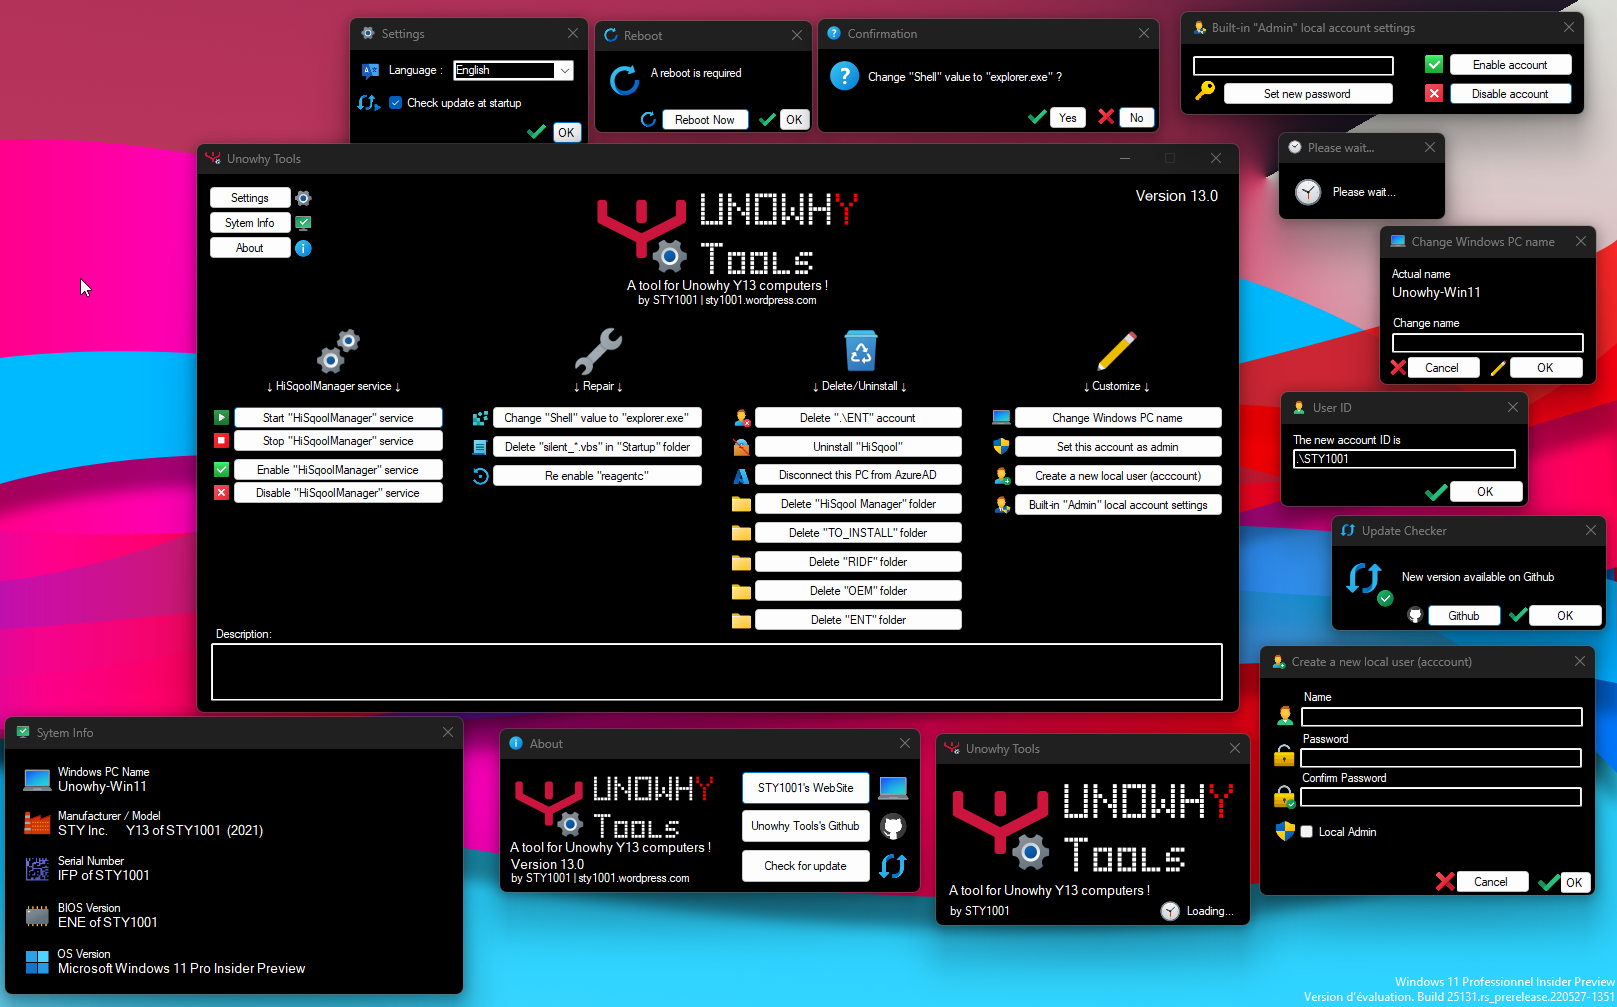 Settings
Language :
English
Check update at startup
OK
Reboot
A reboot is required
Reboot Now
OK
Confirmation
Change "Shell" value to "explorer.exe" ?
Yes
No
Built-in "Admin" local account settings
Set new password
Enable account
Disable account
Please wait...
Please wait...
Unowhy Tools
Settings
Sytem Info
About
UNOWHY
Tools
A tool for Unowhy Y13 computers !
by STY1001 | sty1001.wordpress.com
Version 13.0
↓ HiSqoolManager service ↓
Start "HiSqoolManager" service
Stop "HiSqoolManager" service
Enable "HiSqoolManager" service
Disable "HiSqoolManager" service
↓ Repair ↓
Change "Shell" value to "explorer.exe"
Delete "silent_*.vbs" in "Startup" folder
Re enable "reagentc"
↓ Delete/Uninstall ↓
Delete ".\ENT" account
Uninstall "HiSqool"
Disconnect this PC from AzureAD
Delete "HiSqool Manager" folder
Delete "TO_INSTALL" folder
Delete "RIDF" folder
Delete "OEM" folder
Delete "ENT" folder
↓ Customize ↓
Change Windows PC name
Set this account as admin
Create a new local user (acccount)
Built-in "Admin" local account settings
Description:
Change Windows PC name
Actual name
Unowhy-Win11
Change name
Cancel
OK
User ID
The new account ID is
.\STY1001
OK
Update Checker
New version available on Github
Github
OK
Create a new local user (acccount)
Name
Password
Confirm Password
Local Admin
Cancel
OK
Sytem Info
Windows PC Name
Unowhy-Win11
Manufacturer / Model
STY Inc. Y13 of STY1001 (2021)
Serial Number
IFP of STY1001
BIOS Version
ENE of STY1001
OS Version
Microsoft Windows 11 Pro Insider Preview
About
UNOWHY
Tools
A tool for Unowhy Y13 computers !
Version 13.0
by STY1001 | sty1001.wordpress.com
STY1001's WebSite
Unowhy Tools's Github
Check for update
Unowhy Tools
UNOWHY
Tools
A tool for Unowhy Y13 computers !
by STY1001
Loading...
Windows 11 Professionnel Insider Preview
Version d'évaluation. Build 25131.rs_prerelease.220527-1351